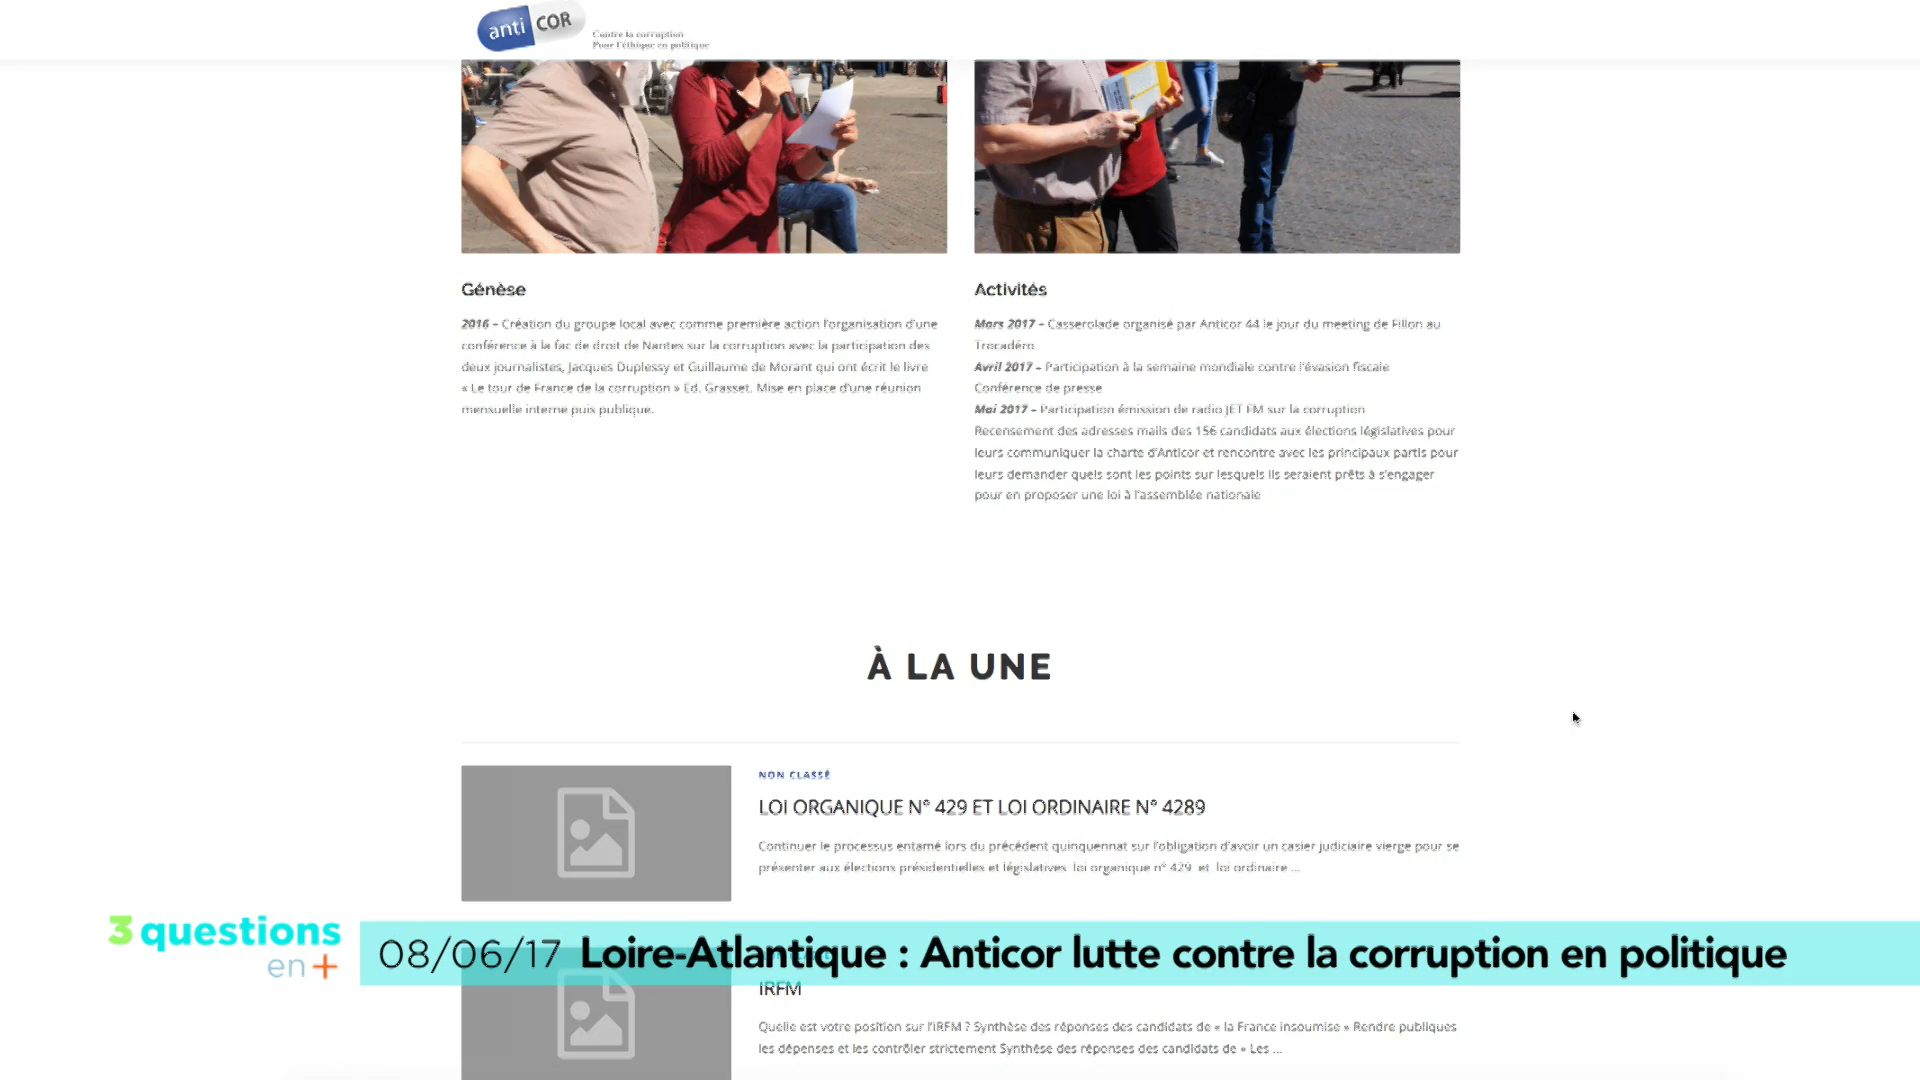 anti COR
Contre la corruption
Pour l'éthique en politique
Génèse
2016 – Création du groupe local avec comme première action l'organisation d'une
conférence à la fac de droit de Nantes sur la corruption avec la participation des
deux journalistes, Jacques Duplessy et Guillaume de Morant qui ont écrit le livre
« Le tour de France de la corruption » Ed. Grasset. Mise en place d'une réunion
mensuelle interne puis publique.
Activités
Mars 2017 – Casserolade organisé par Anticor 44 le jour du meeting de Fillon au
Trocadéro
Avril 2017 – Participation à la semaine mondiale contre l'évasion fiscale
Conférence de presse
Mai 2017 – Participation émission de radio JET FM sur la corruption
Recensement des adresses mails des 156 candidats aux élections législatives pour
leurs communiquer la charte d'Anticor et rencontre avec les principaux partis pour
leurs demander quels sont les points sur lesquels ils seraient prêts à s'engager
pour en proposer une loi à l'assemblée nationale
À LA UNE
NON CLASSÉ
LOI ORGANIQUE N° 429 ET LOI ORDINAIRE N° 4289
Continuer le processus entamé lors du précédent quinquennat sur l'obligation d'avoir un casier judiciaire vierge pour se
présenter aux élections présidentielles et législatives loi organique n° 429 et loi ordinaire ...
3 questions
en +
08/06/17 Loire-Atlantique : Anticor lutte contre la corruption en politique
IRFM
Quelle est votre position sur l'IRFM ? Synthèse des réponses des candidats de « la France insoumise » Rendre publiques
les dépenses et les contrôler strictement Synthèse des réponses des candidats de « Les ...